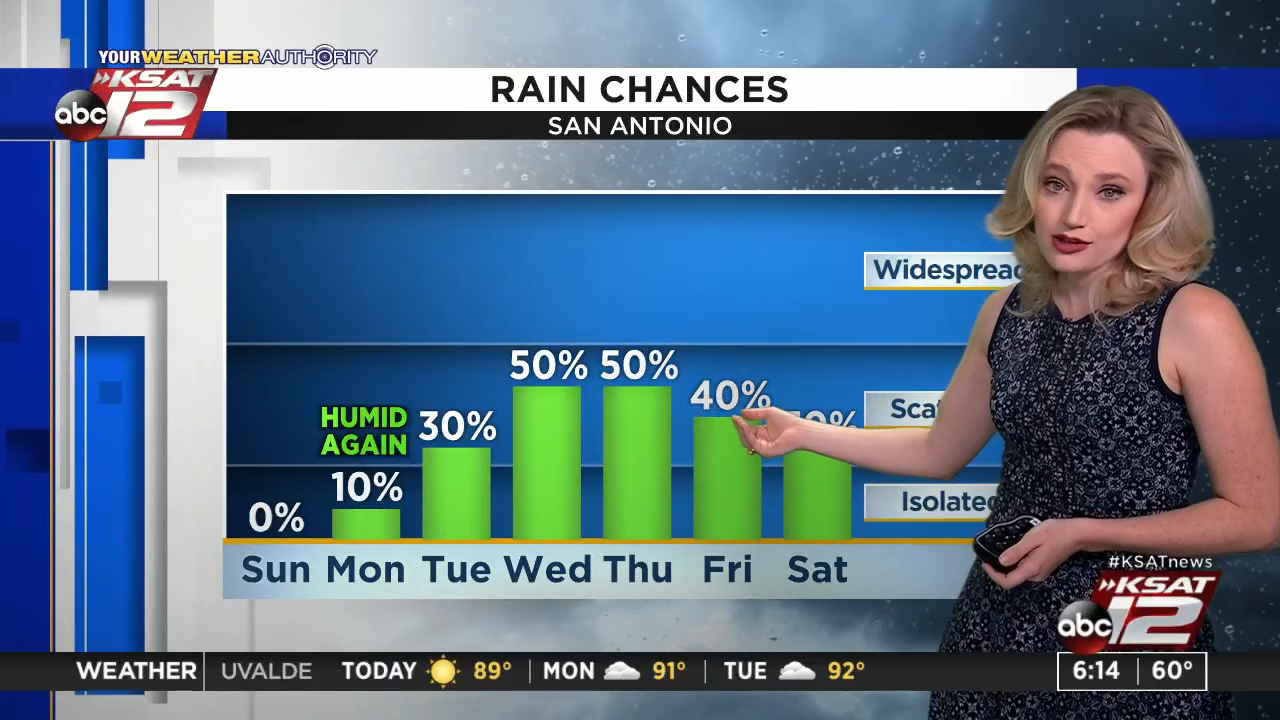 YOURWEATHERAUTHORITY
KSAT
abc 12
RAIN CHANCES
SAN ANTONIO
Widespread
50% 50%
40%
HUMID
AGAIN
30%
10%
0%
Isolated
Sun Mon Tue Wed Thu Fri Sat
#KSATnews
KSAT
abc 12
WEATHER UVALDE TODAY 89° MON 91° TUE 92° 6:14 60°